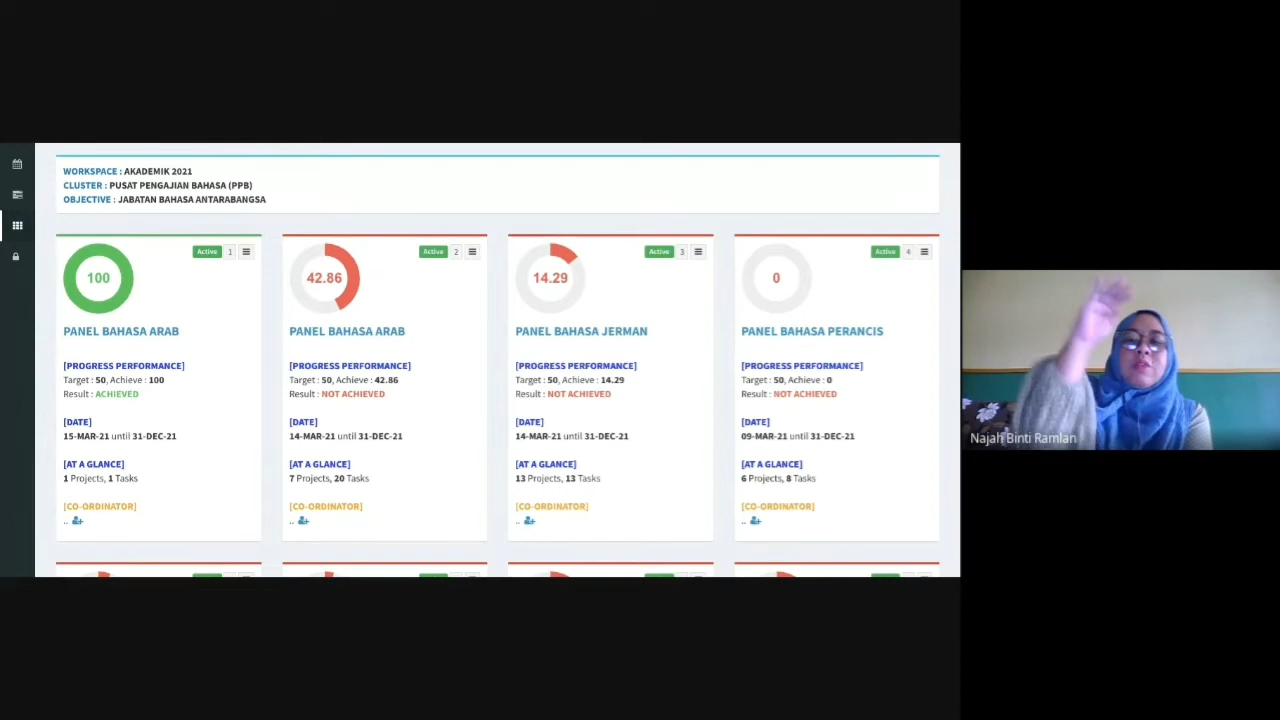 WORKSPACE : AKADEMIK 2021
CLUSTER : PUSAT PENGAJIAN BAHASA (PPB)
OBJECTIVE : JABATAN BAHASA ANTARABANGSA
100
Active 1
PANEL BAHASA ARAB
[PROGRESS PERFORMANCE]
Target : 50, Achieve : 100
Result : ACHIEVED
[DATE]
15-MAR-21 until 31-DEC-21
[AT A GLANCE]
1 Projects, 1 Tasks
[CO-ORDINATOR]
..
42.86
Active 2
PANEL BAHASA ARAB
[PROGRESS PERFORMANCE]
Target : 50, Achieve : 42.86
Result : NOT ACHIEVED
[DATE]
14-MAR-21 until 31-DEC-21
[AT A GLANCE]
7 Projects, 20 Tasks
[CO-ORDINATOR]
..
14.29
Active 3
PANEL BAHASA JERMAN
[PROGRESS PERFORMANCE]
Target : 50, Achieve : 14.29
Result : NOT ACHIEVED
[DATE]
14-MAR-21 until 31-DEC-21
[AT A GLANCE]
13 Projects, 13 Tasks
[CO-ORDINATOR]
..
0
Active 4
PANEL BAHASA PERANCIS
[PROGRESS PERFORMANCE]
Target : 50, Achieve : 0
Result : NOT ACHIEVED
[DATE]
09-MAR-21 until 31-DEC-21
[AT A GLANCE]
6 Projects, 8 Tasks
[CO-ORDINATOR]
..
Najah Binti Ramlan